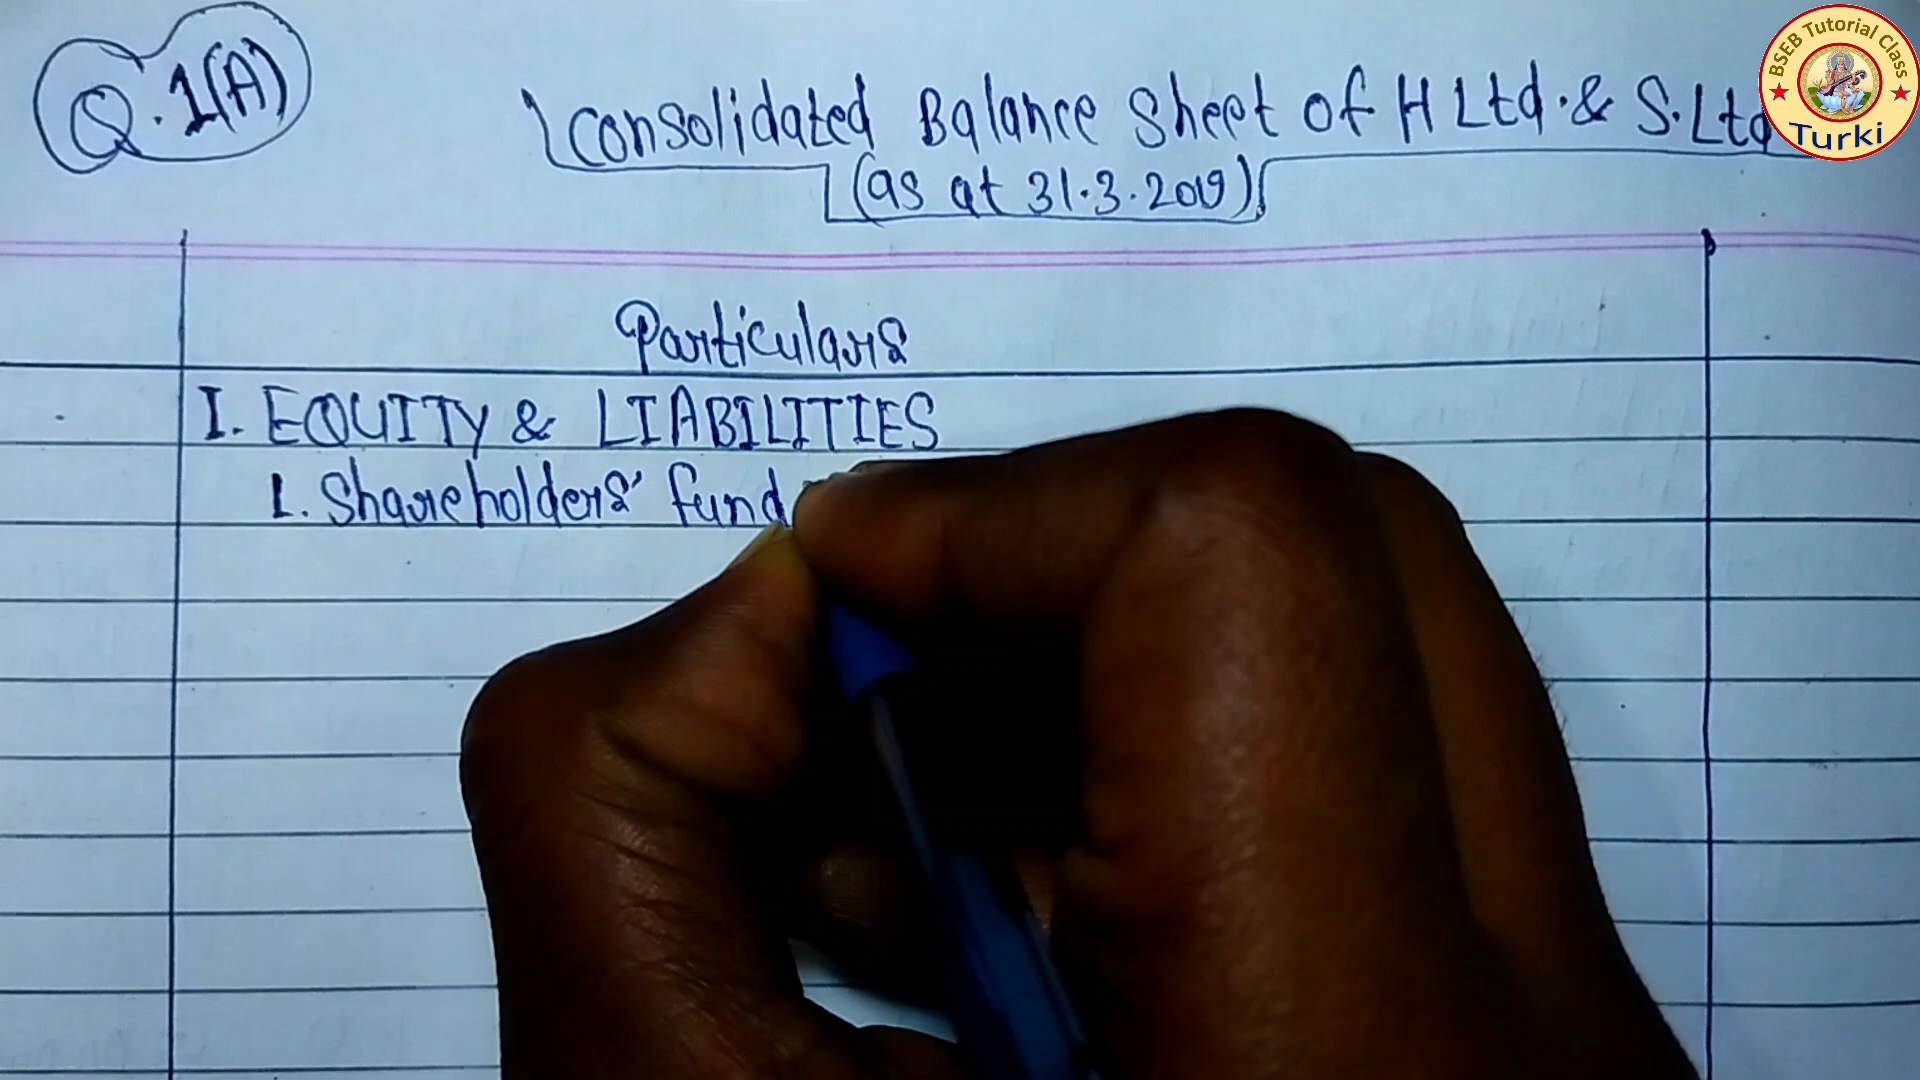 Q.1(A)
Consolidated Balance Sheet of H Ltd. & S. Ltd
(as at 31.3.2019)
Particulars
I. EQUITY & LIABILITIES
1. Shareholders' fund
BSEB Tutorial Class
Turki